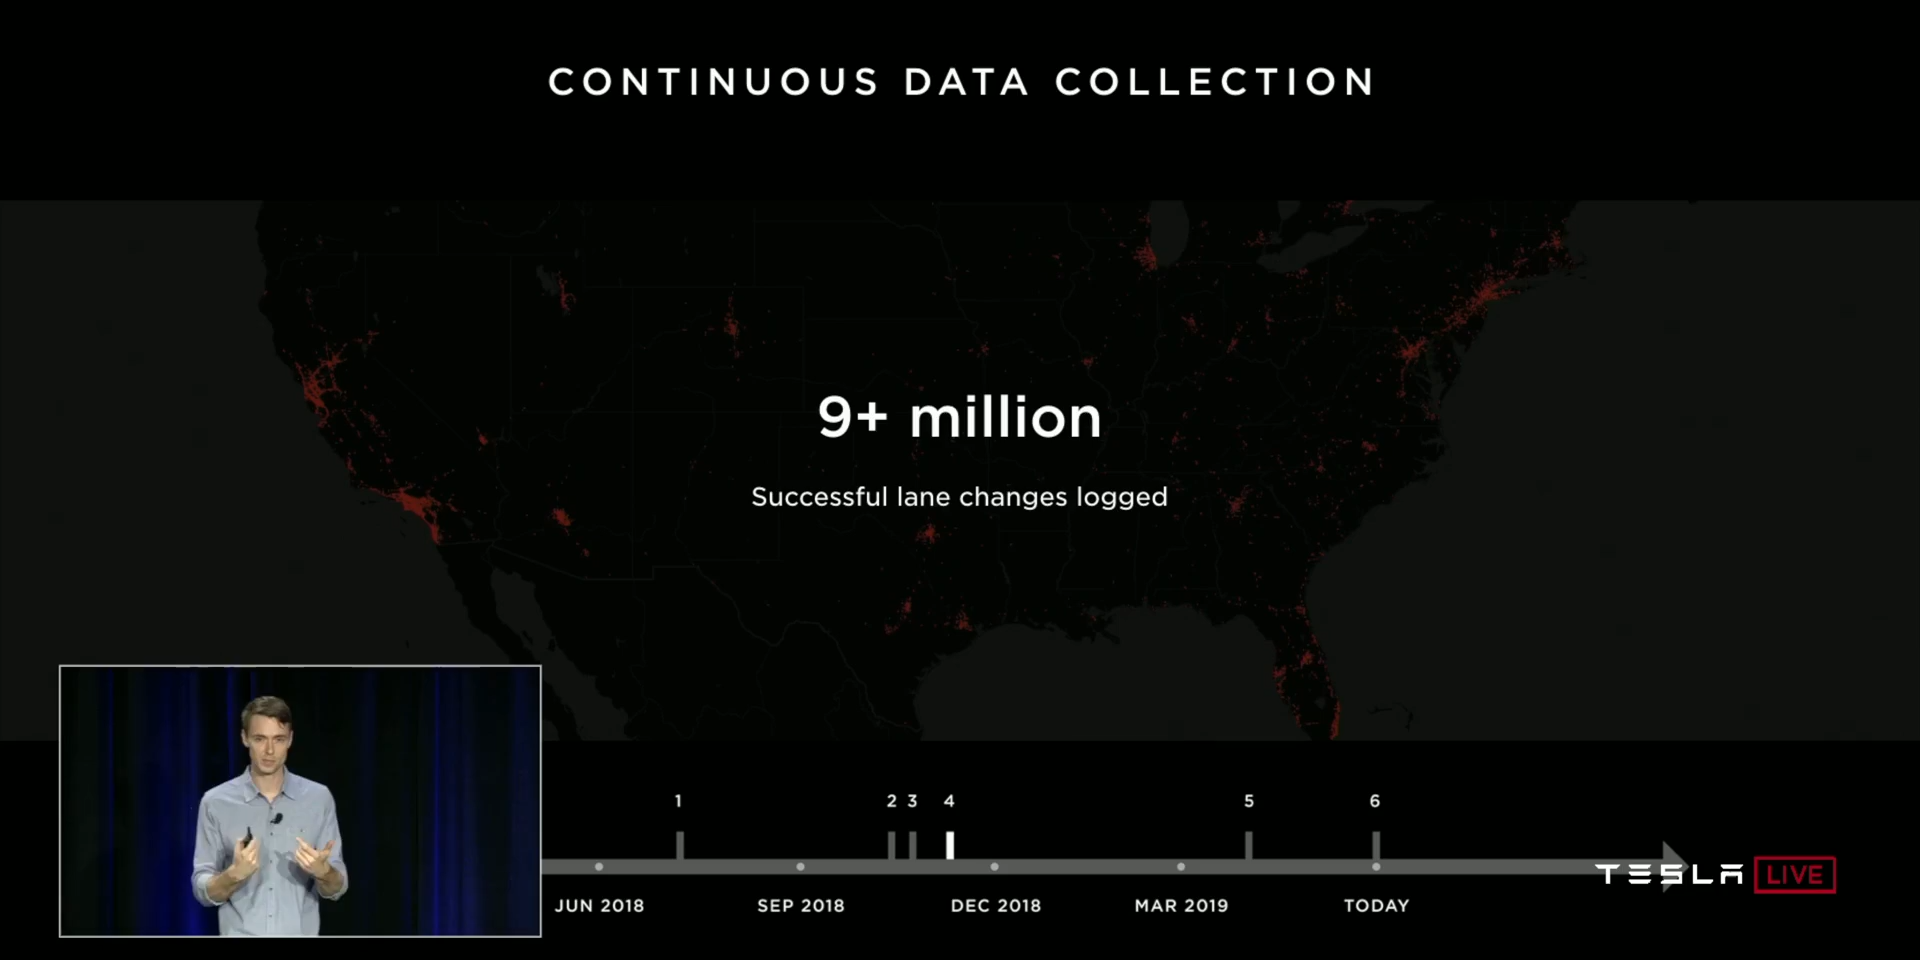 CONTINUOUS DATA COLLECTION
9+ million
Successful lane changes logged
1 2 3 4 5 6
JUN 2018 SEP 2018 DEC 2018 MAR 2019 TODAY
TESLA LIVE